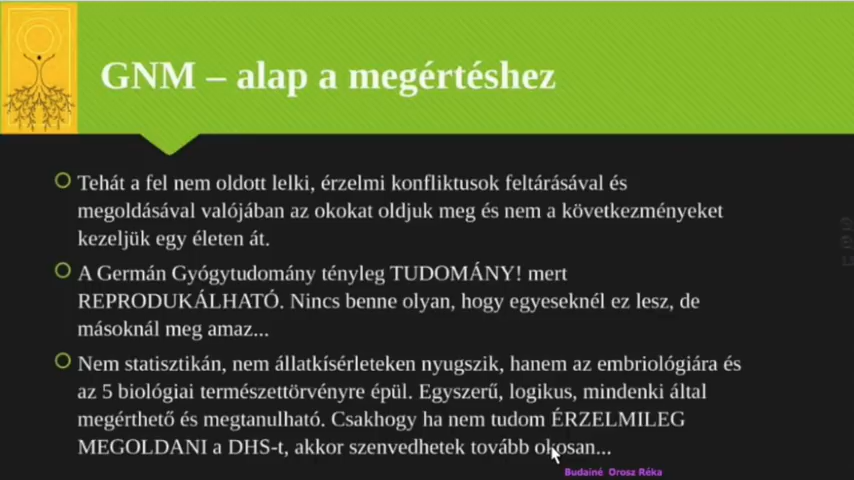 GNM – alap a megértéshez
Tehát a fel nem oldott lelki, érzelmi konfliktusok feltárásával és
megoldásával valójában az okokat oldjuk meg és nem a következményeket
kezeljük egy életen át.
A Germán Gyógytudomány tényleg TUDOMÁNY! mert
REPRODUKÁLHATÓ. Nincs benne olyan, hogy egyeseknél ez lesz, de
másoknál meg amaz...
Nem statisztikán, nem állatkísérleteken nyugszik, hanem az embriológiára és
az 5 biológiai természettörvényre épül. Egyszerű, logikus, mindenki által
megérthető és megtanulható. Csakhogy ha nem tudom ÉRZELMILEG
MEGOLDANI a DHS-t, akkor szenvedhetek tovább okosan...
Budainé Orosz Réka